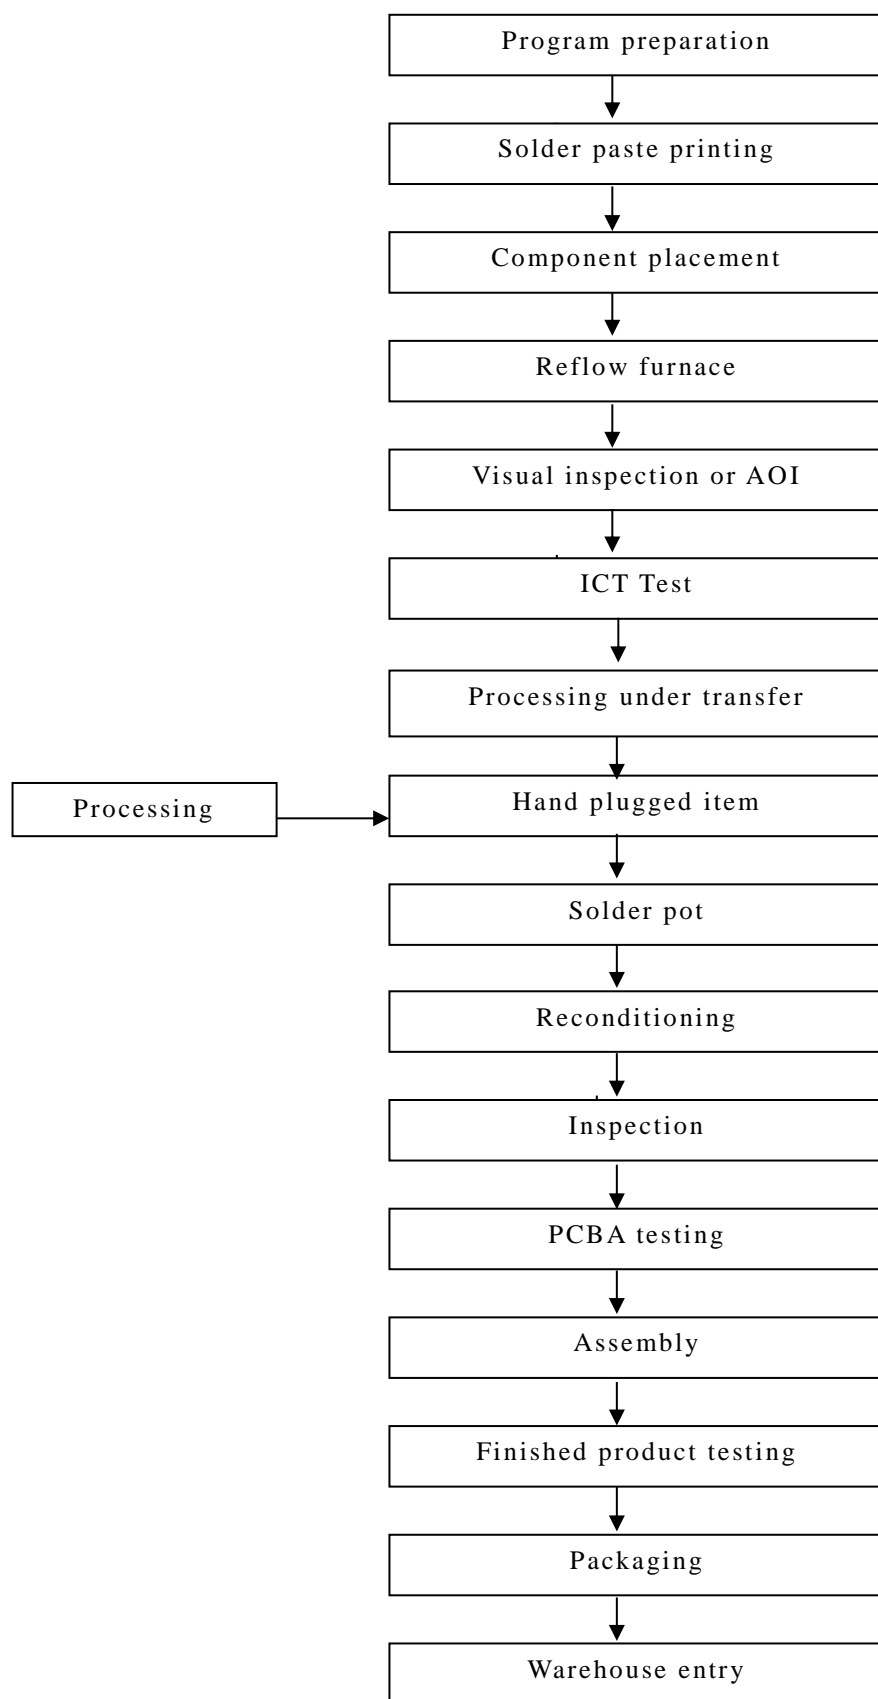 Program preparation
Solder paste printing
Component placement
Reflow furnace
Visual inspection or AOI
ICT Test
Processing under transfer
Processing
Hand plugged item
Solder pot
Reconditioning
Inspection
PCBA testing
Assembly
Finished product testing
Packaging
Warehouse entry